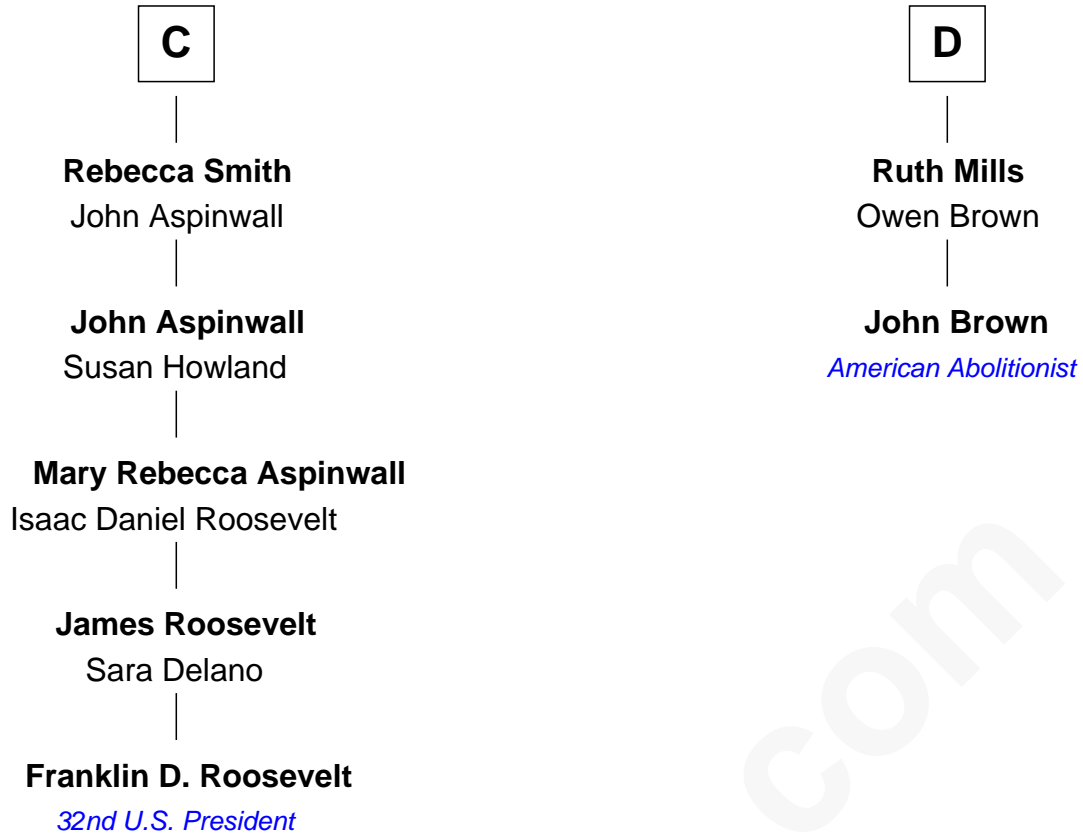 C
Rebecca Smith
John Aspinwall
John Aspinwall
Susan Howland
Mary Rebecca Aspinwall
Isaac Daniel Roosevelt
James Roosevelt
Sara Delano
Franklin D. Roosevelt
32nd U.S. President
D
Ruth Mills
Owen Brown
John Brown
American Abolitionist
com